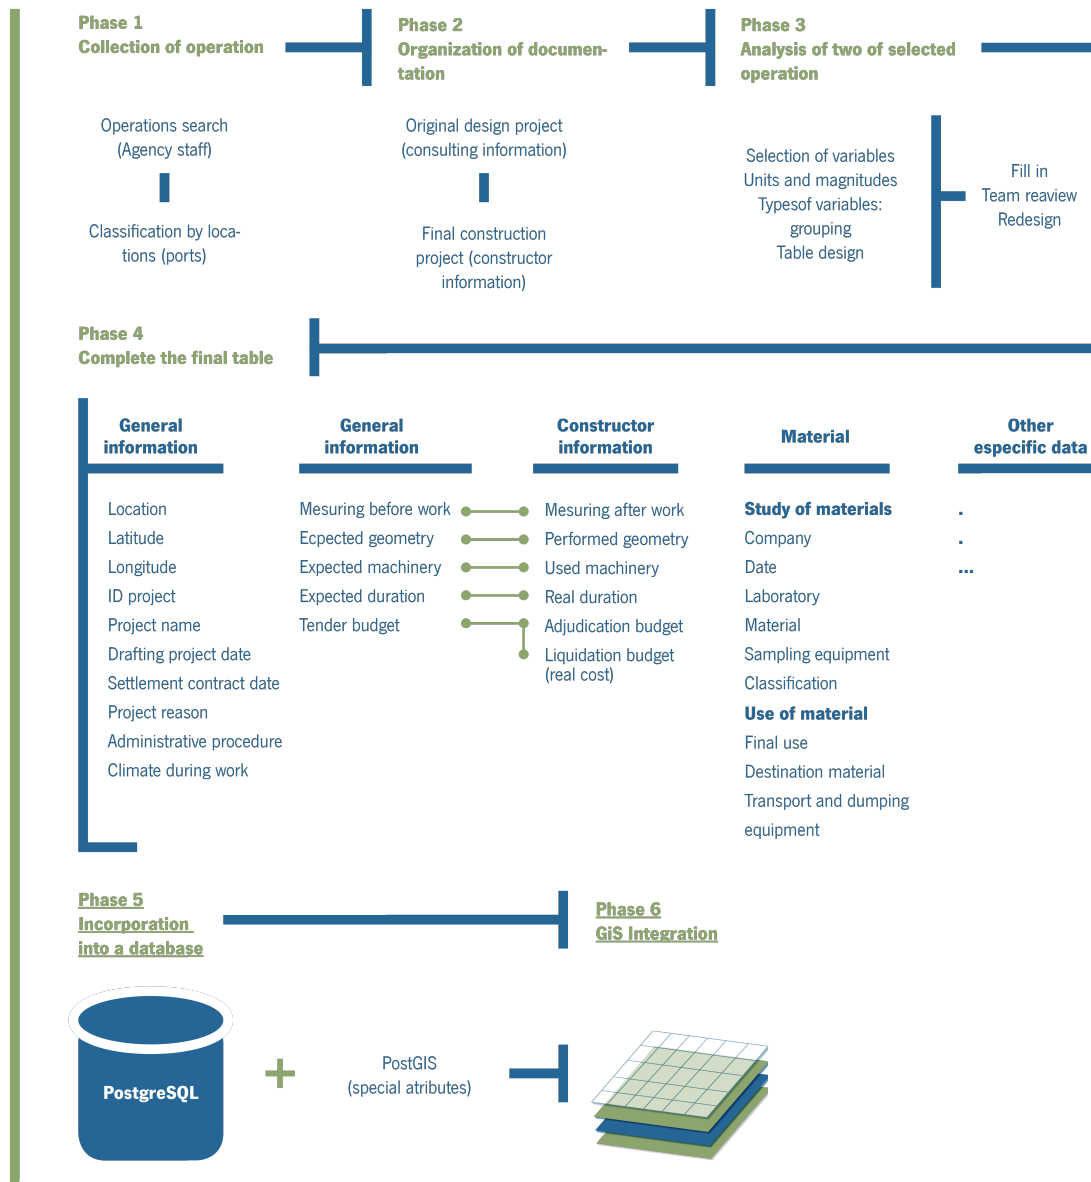 Phase 1
Collection of operation
Phase 2
Organization of documen-
tation
Phase 3
Analysis of two of selected
operation
Operations search
(Agency staff)
Classification by loca-
tions (ports)
Original design project
(consulting information)
Final construction
project (constructor
information)
Selection of variables
Units and magnitudes
Typesof variables:
grouping
Table design
Fill in
Team reaview
Redesign
Phase 4
Complete the final table
General
information
Location
Latitude
Longitude
ID project
Project name
Drafting project date
Settlement contract date
Project reason
Administrative procedure
Climate during work
General
information
Mesuring before work
Ecpected geometry
Expected machinery
Expected duration
Tender budget
Constructor
information
Mesuring after work
Performed geometry
Used machinery
Real duration
Adjudication budget
Liquidation budget
(real cost)
Material
Study of materials
Company
Date
Laboratory
Material
Sampling equipment
Classification
Use of material
Final use
Destination material
Transport and dumping
equipment
Other
especific data
.
.
...
Phase 5
Incorporation
into a database
Phase 6
GiS Integration
PostgreSQL
+
PostGIS
(special atributes)